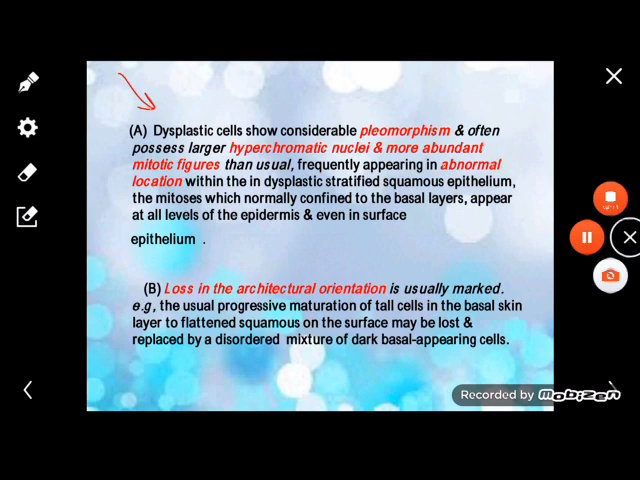 (A) Dysplastic cells show considerable pleomorphism & often
possess larger hyperchromatic nuclei & more abundant
mitotic figures than usual, frequently appearing in abnormal
location within the in dysplastic stratified squamous epithelium,
the mitoses which normally confined to the basal layers, appear
at all levels of the epidermis & even in surface
epithelium .
(B) Loss in the architectural orientation is usually marked.
e.g, the usual progressive maturation of tall cells in the basal skin
layer to flattened squamous on the surface may be lost &
replaced by a disordered mixture of dark basal-appearing cells.
Recorded by mobizen